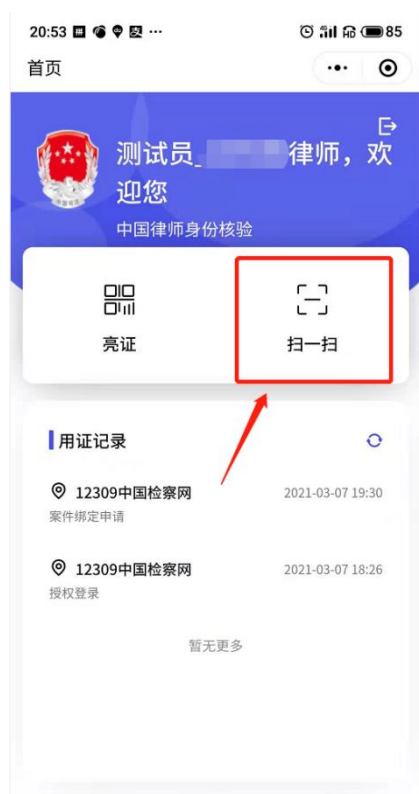 20:53
85
首页
测试员_ 律师，欢
迎您
中国律师身份核验
亮证
扫一扫
用证记录
12309中国检察网 2021-03-07 19:30
案件绑定申请
12309中国检察网 2021-03-07 18:26
授权登录
暂无更多